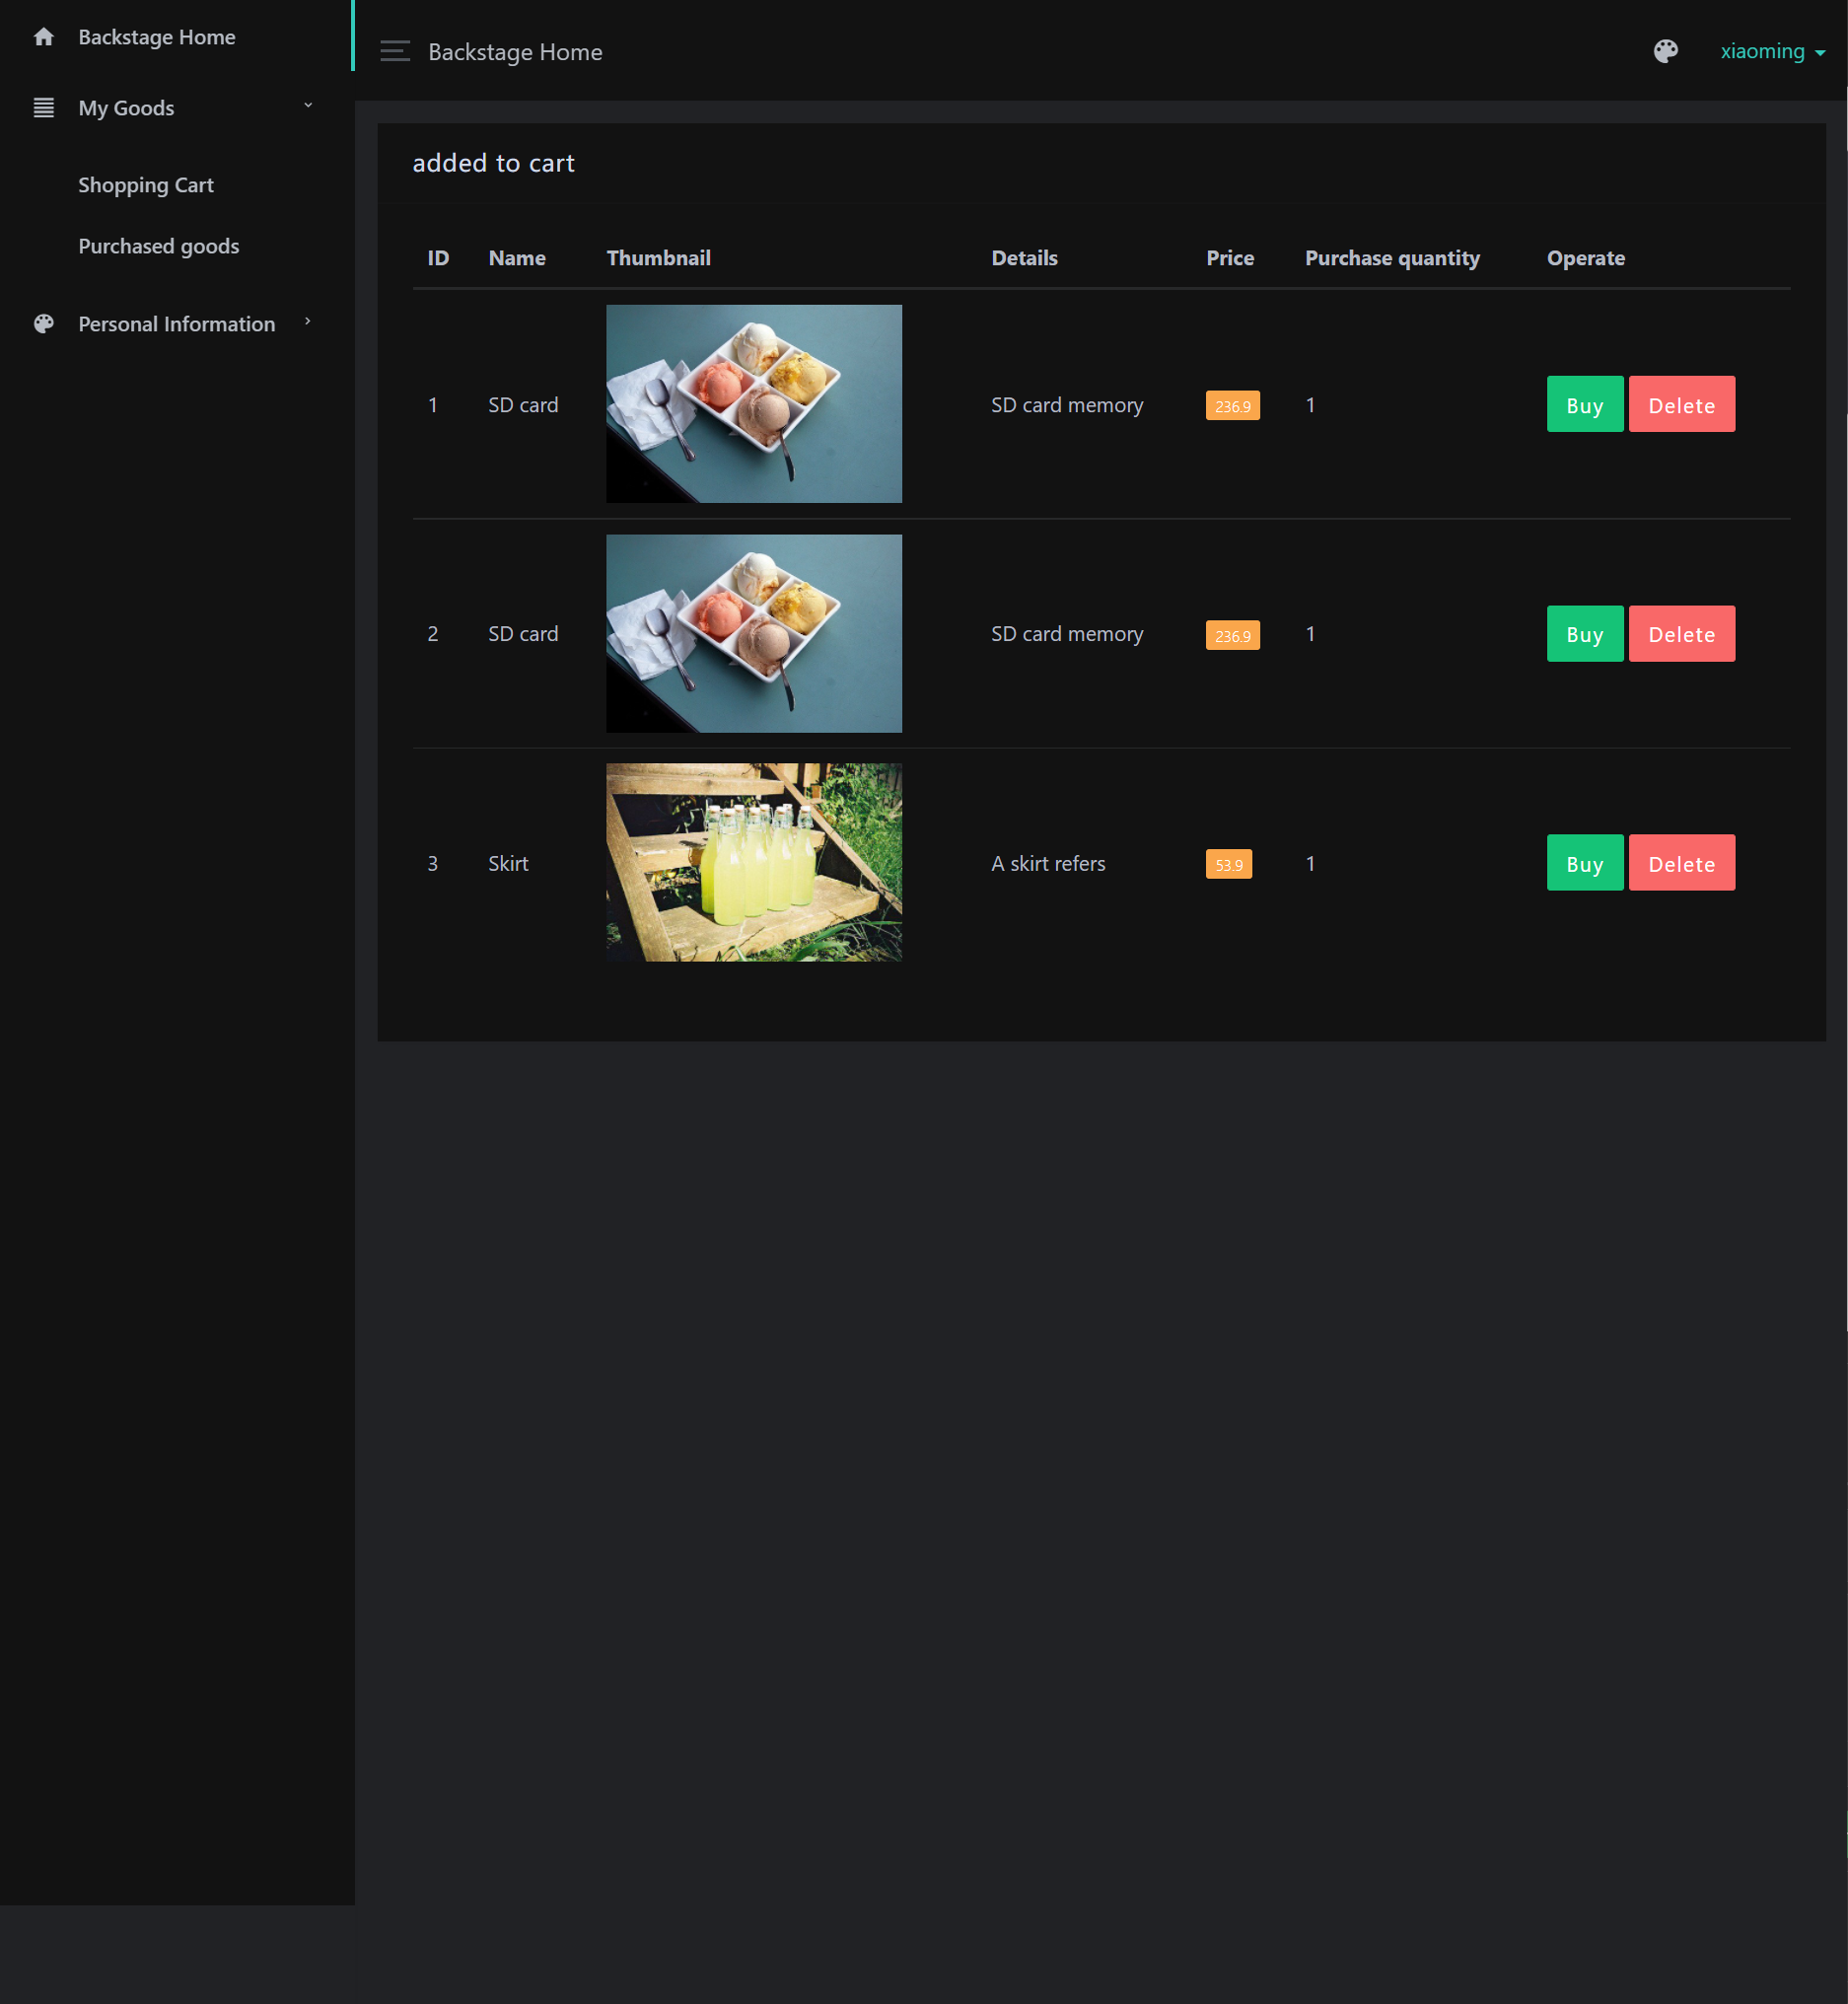 Backstage Home
My Goods
Shopping Cart
Purchased goods
Personal Information
Backstage Home
xiaoming
added to cart
ID Name Thumbnail Details Price Purchase quantity Operate
1 SD card SD card memory 236.9 1 Buy Delete
2 SD card SD card memory 236.9 1 Buy Delete
3 Skirt A skirt refers 53.9 1 Buy Delete